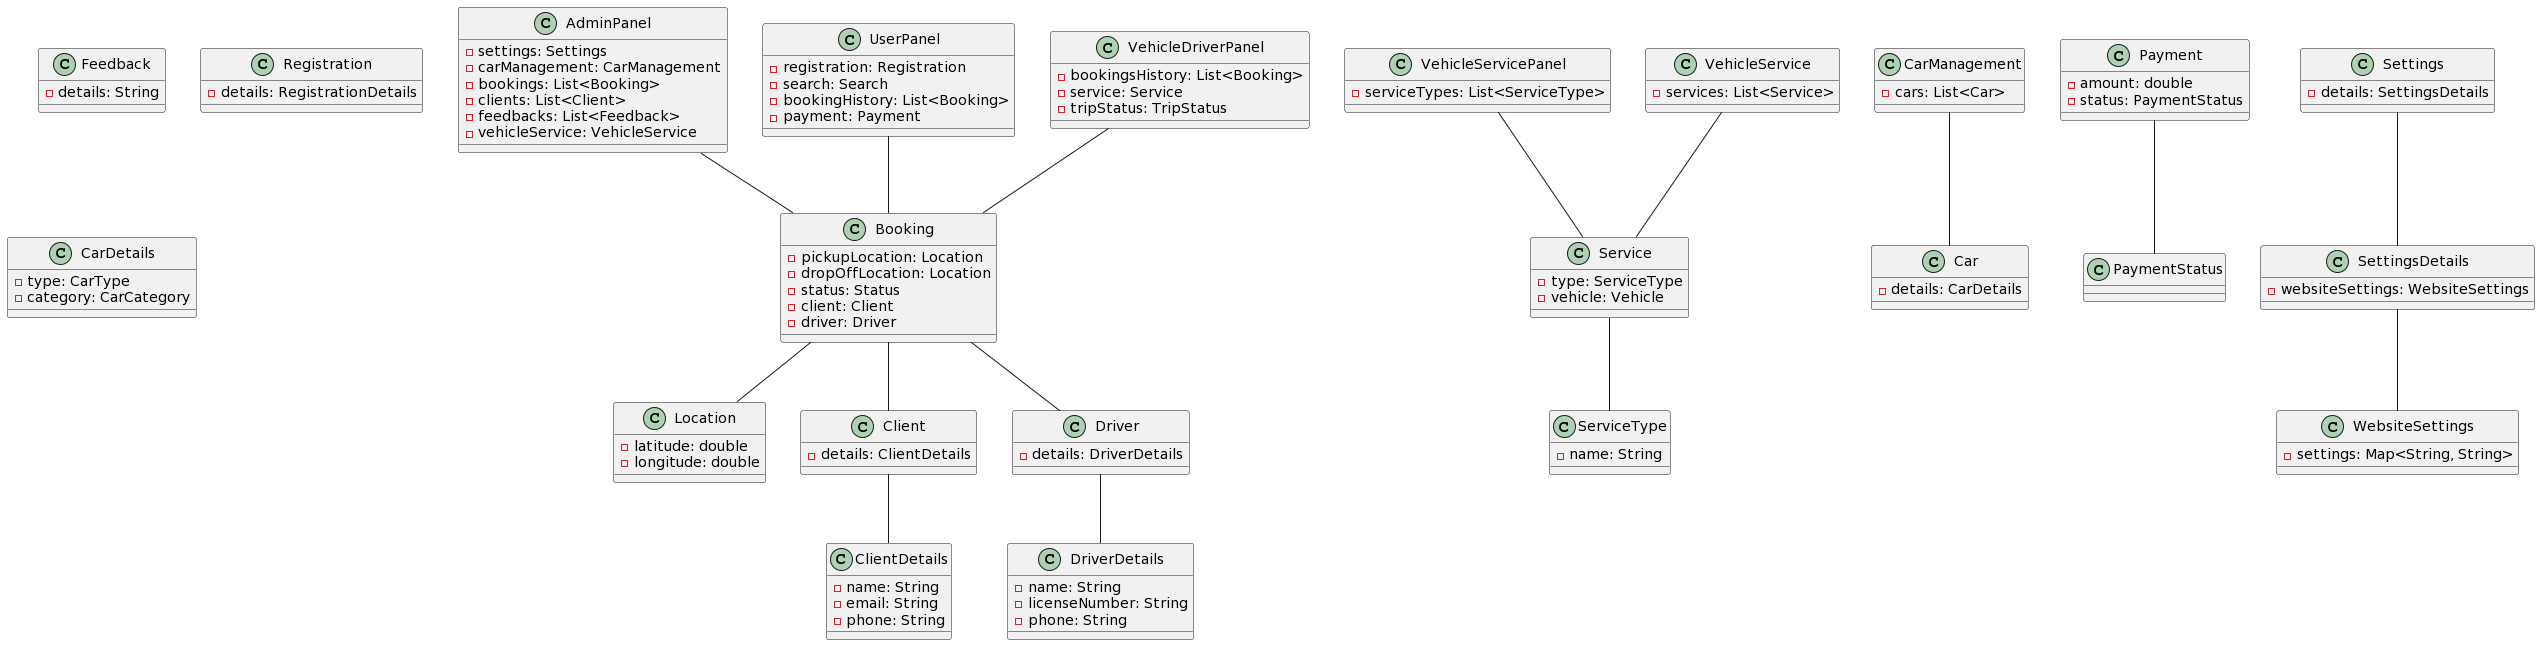 C Feedback
details: String
C Registration
details: RegistrationDetails
C AdminPanel
settings: Settings
carManagement: CarManagement
bookings: List<Booking>
clients: List<Client>
feedbacks: List<Feedback>
vehicleService: VehicleService
C UserPanel
registration: Registration
search: Search
bookingHistory: List<Booking>
payment: Payment
C VehicleDriverPanel
bookingsHistory: List<Booking>
service: Service
tripStatus: TripStatus
C VehicleServicePanel
serviceTypes: List<ServiceType>
C VehicleService
services: List<Service>
C CarManagement
cars: List<Car>
C Payment
amount: double
status: PaymentStatus
C Settings
details: SettingsDetails
C CarDetails
type: CarType
category: CarCategory
C Booking
pickupLocation: Location
dropOffLocation: Location
status: Status
client: Client
driver: Driver
C Service
type: ServiceType
vehicle: Vehicle
C Car
details: CarDetails
C PaymentStatus
C SettingsDetails
websiteSettings: WebsiteSettings
C Location
latitude: double
longitude: double
C Client
details: ClientDetails
C Driver
details: DriverDetails
C ServiceType
name: String
C WebsiteSettings
settings: Map<String, String>
C ClientDetails
name: String
email: String
phone: String
C DriverDetails
name: String
licenseNumber: String
phone: String